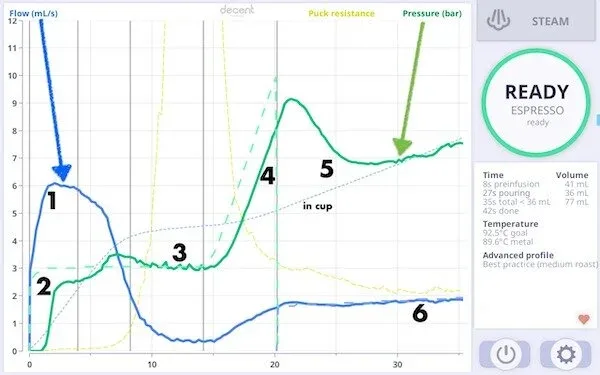 Flow (mL/s)
decent
Puck resistance
Pressure (bar)
12
11
10
9
8
7
6
5
4
3
2
1
0
0
10
20
30
1
2
3
4
5
6
in cup
STEAM
READY
ESPRESSO
ready
Time Volume
8s preinfusion 41 mL
27s pouring 36 mL
35s total < 36 mL 77 mL
42s done
Temperature
92.5°C goal
89.6°C metal
Advanced profile
Best practice (medium roast)